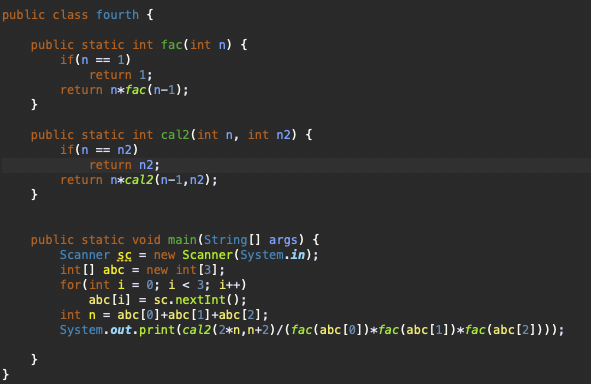 public class fourth {
public static int fac(int n) {
if(n == 1)
return 1;
return n*fac(n-1);
}
public static int cal2(int n, int n2) {
if(n == n2)
return n2;
return n*cal2(n-1,n2);
}
public static void main(String[] args) {
Scanner sc = new Scanner(System.in);
int[] abc = new int[3];
for(int i = 0; i < 3; i++)
abc[i] = sc.nextInt();
int n = abc[0]+abc[1]+abc[2];
System.out.print(cal2(2*n,n+2)/(fac(abc[0])*fac(abc[1])*fac(abc[2])));
}
}